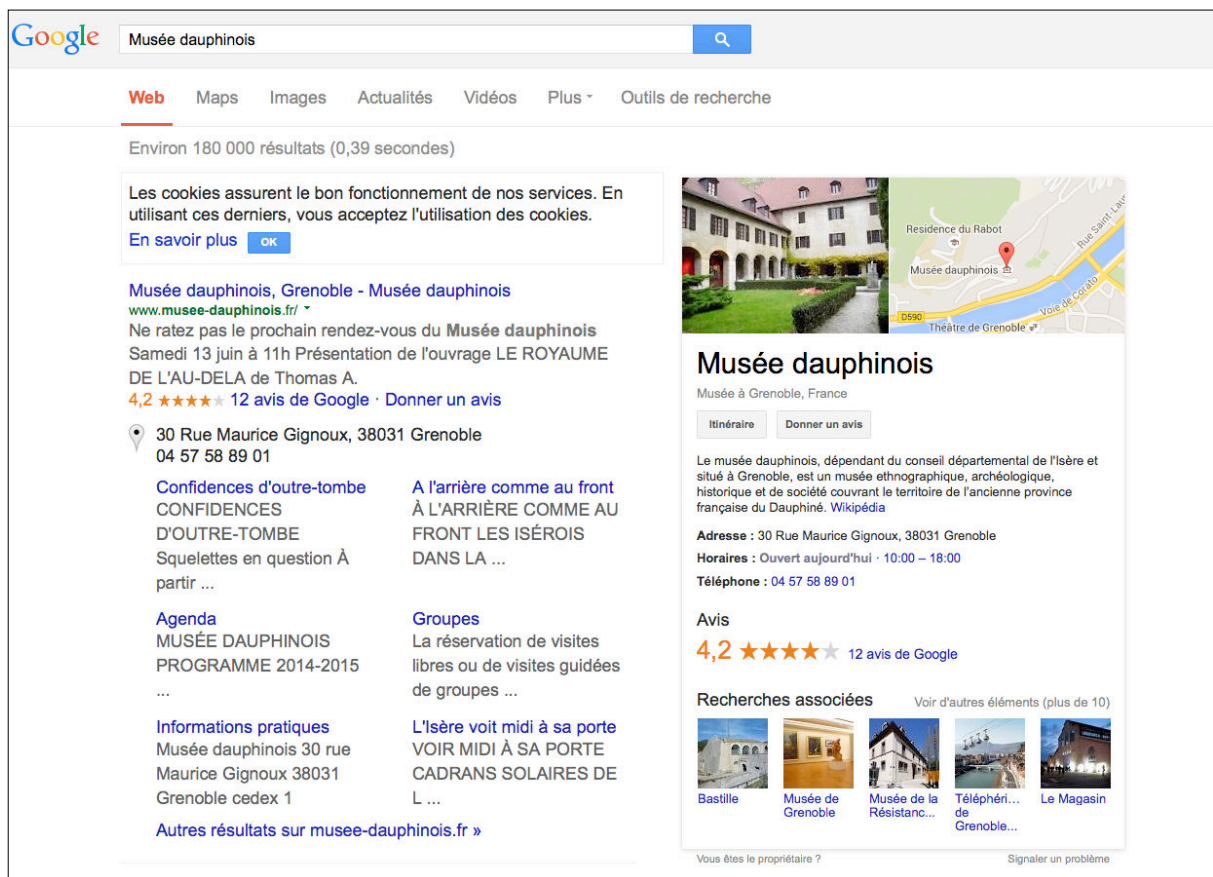 Google
Musée dauphinois
Web Maps Images Actualités Vidéos Plus Outils de recherche
Environ 180 000 résultats (0,39 secondes)
Les cookies assurent le bon fonctionnement de nos services. En
utilisant ces derniers, vous acceptez l'utilisation des cookies.
En savoir plus OK
Musée dauphinois, Grenoble - Musée dauphinois
www.musee-dauphinois.fr/
Ne ratez pas le prochain rendez-vous du Musée dauphinois
Samedi 13 juin à 11h Présentation de l'ouvrage LE ROYAUME
DE L'AU-DELA de Thomas A.
4,2 ★★★★★ 12 avis de Google · Donner un avis
30 Rue Maurice Gignoux, 38031 Grenoble
04 57 58 89 01
Confidences d'outre-tombe
CONFIDENCES
D'OUTRE-TOMBE
Squelettes en question À
partir ...
A l'arrière comme au front
À L'ARRIÈRE COMME AU
FRONT LES ISÉROIS
DANS LA ...
Agenda
MUSÉE DAUPHINOIS
PROGRAMME 2014-2015
...
Groupes
La réservation de visites
libres ou de visites guidées
de groupes ...
Informations pratiques
Musée dauphinois 30 rue
Maurice Gignoux 38031
Grenoble cedex 1
L'Isère voit midi à sa porte
VOIR MIDI À SA PORTE
CADRANS SOLAIRES DE
L ...
Autres résultats sur musee-dauphinois.fr »
Residence du Rabot
Musée dauphinois
Rue Saint-Lau
Voie de Corato
D590
Théâtre de Grenoble
Musée dauphinois
Musée à Grenoble, France
Itinéraire Donner un avis
Le musée dauphinois, dépendant du conseil départemental de l'Isère et
situé à Grenoble, est un musée ethnographique, archéologique,
historique et de société couvrant le territoire de l'ancienne province
française du Dauphiné. Wikipédia
Adresse : 30 Rue Maurice Gignoux, 38031 Grenoble
Horaires : Ouvert aujourd'hui · 10:00 – 18:00
Téléphone : 04 57 58 89 01
Avis
4,2 ★★★★★ 12 avis de Google
Recherches associées Voir d'autres éléments (plus de 10)
Bastille
Musée de
Grenoble
Musée de la
Résistanc...
Téléphéri...
de
Grenoble...
Le Magasin
Vous êtes le propriétaire ? Signaler un problème